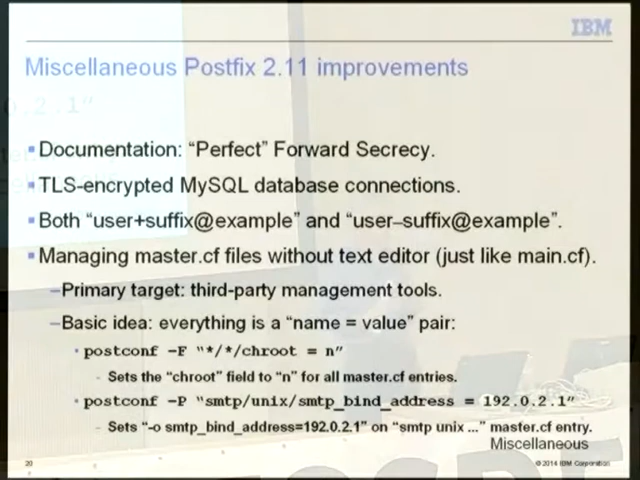 IBM
Miscellaneous Postfix 2.11 improvements
Documentation: “Perfect” Forward Secrecy.
TLS-encrypted MySQL database connections.
Both “user+suffix@example” and “user–suffix@example”.
Managing master.cf files without text editor (just like main.cf).
–Primary target: third-party management tools.
–Basic idea: everything is a “name = value” pair:
postconf -F “*/*/chroot = n”
- Sets the “chroot” field to “n” for all master.cf entries.
postconf -P “smtp/unix/smtp_bind_address = 192.0.2.1”
- Sets “-o smtp_bind_address=192.0.2.1” on “smtp unix ...” master.cf entry.
Miscellaneous
20
© 2014 IBM Corporation
0.2.1”